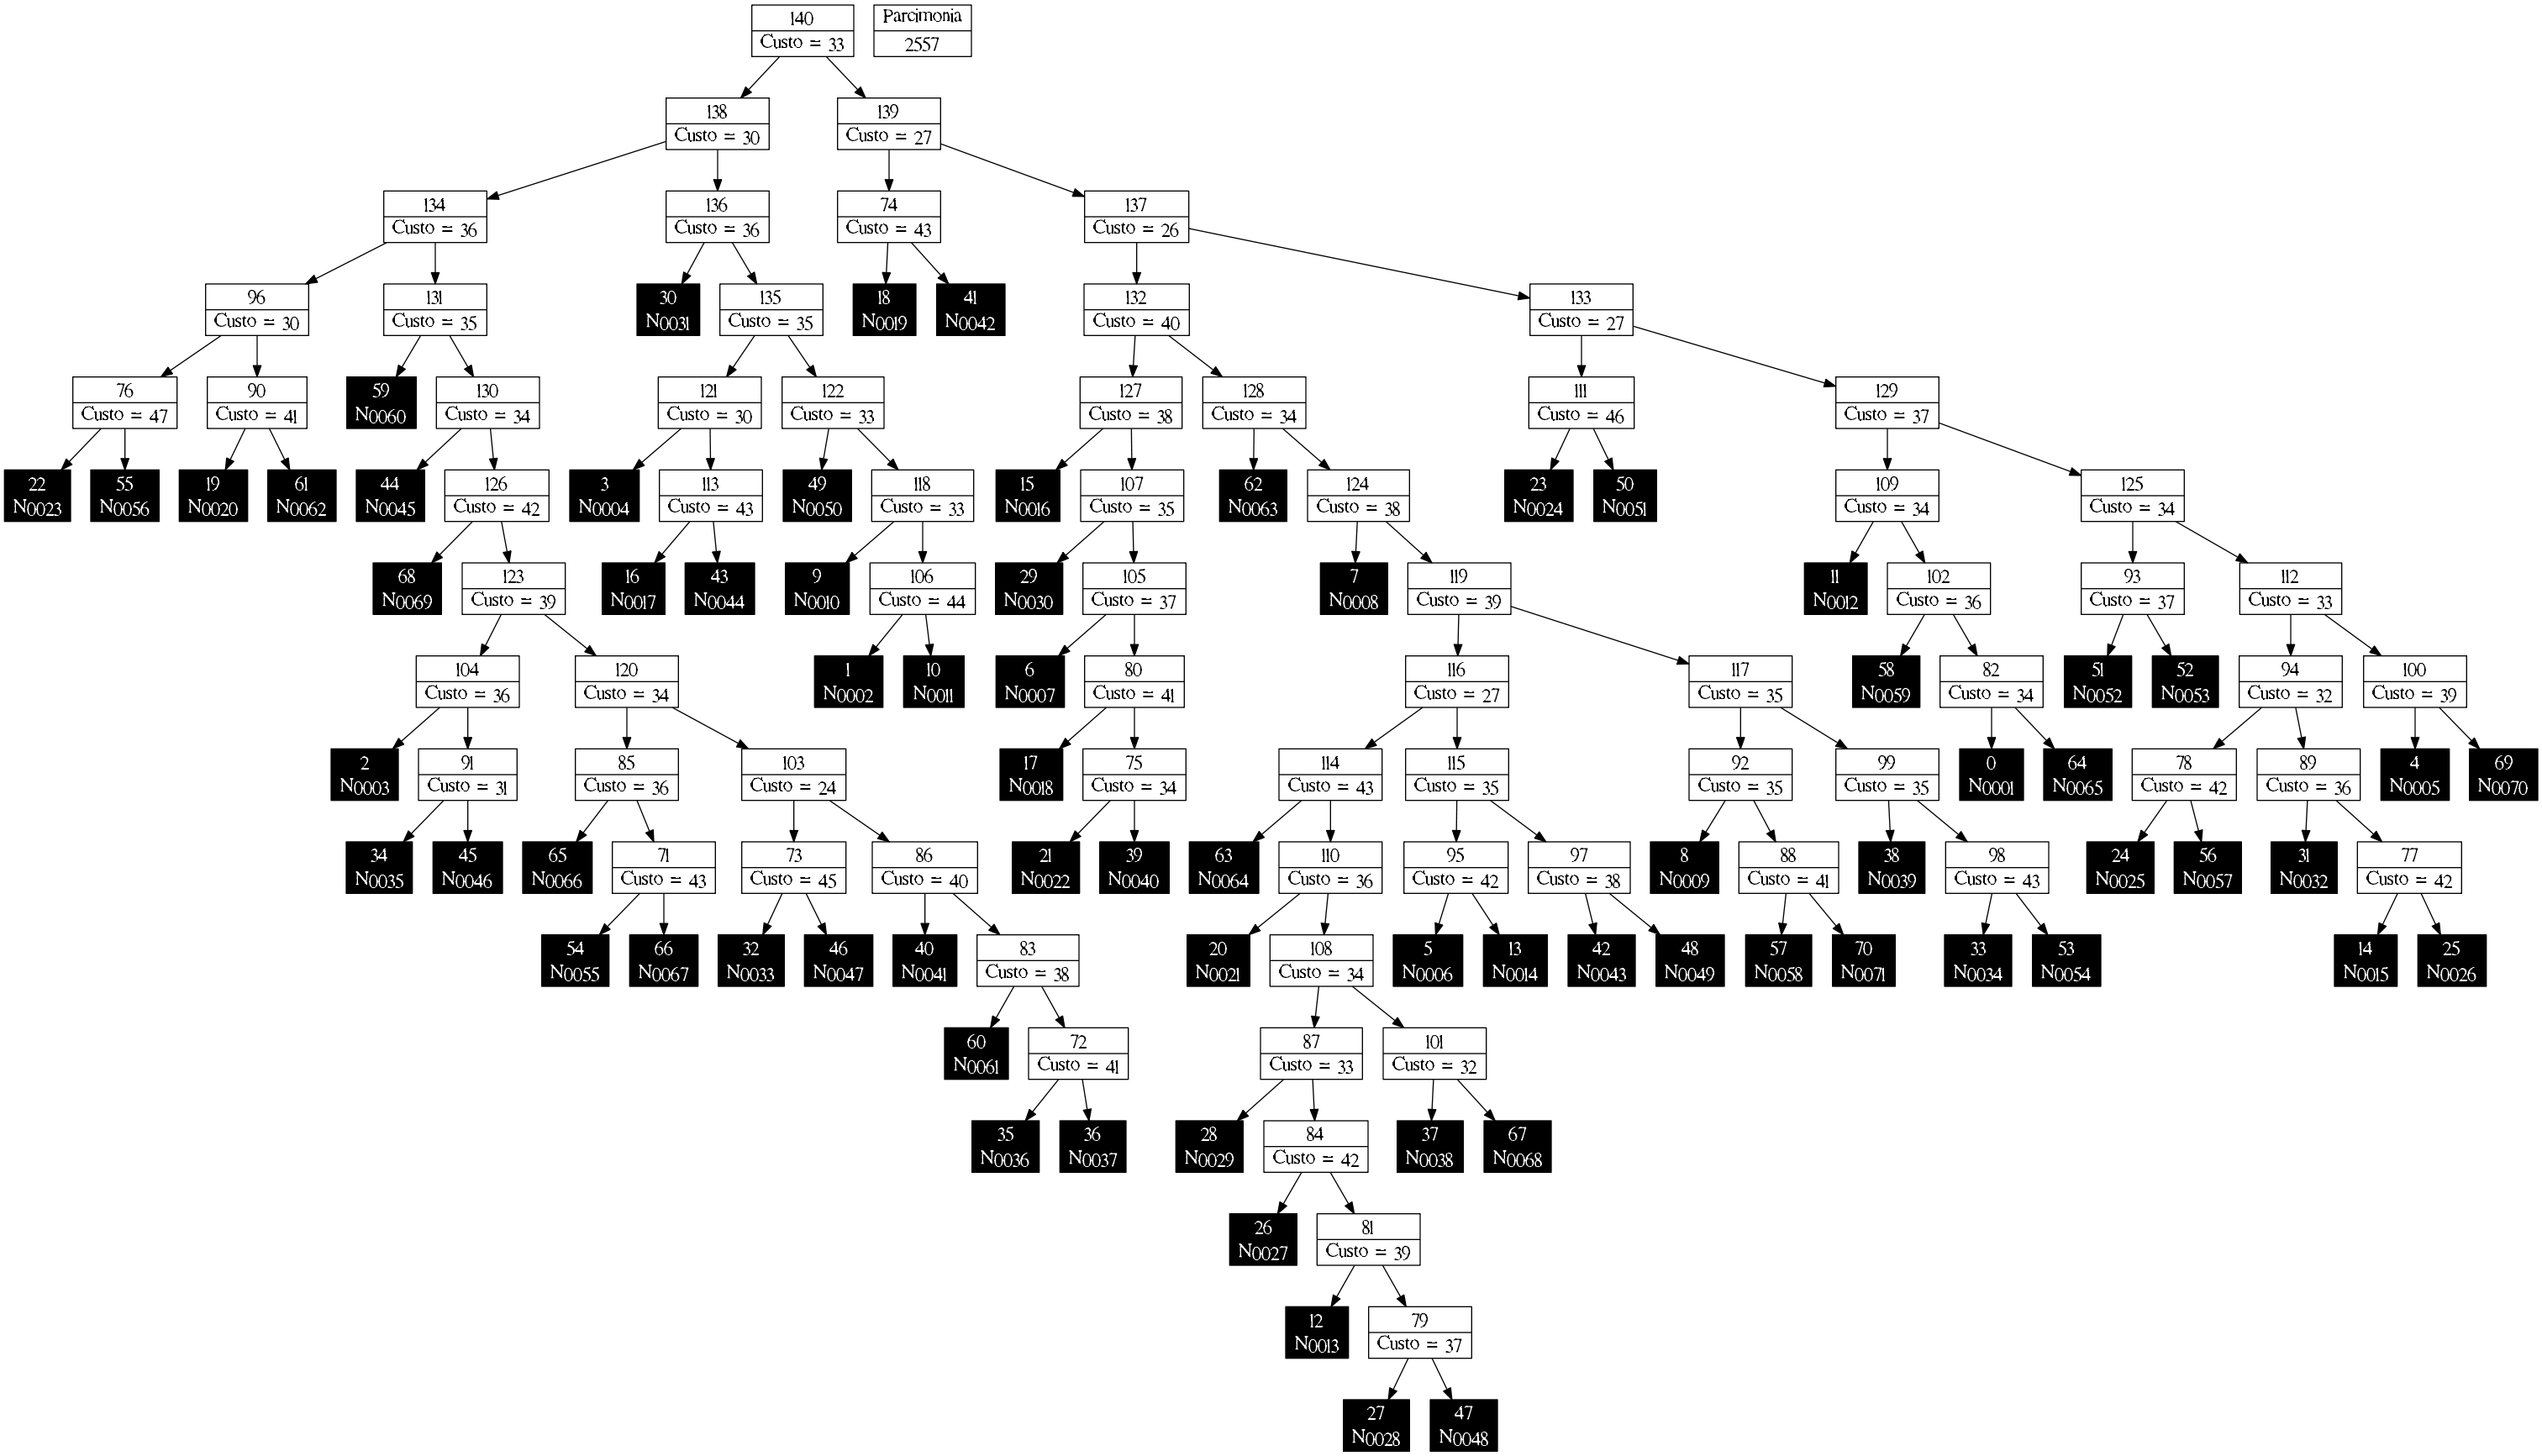 140
Custo = 33
Parcimonia
2557
138
Custo = 30
139
Custo = 27
134
Custo = 36
136
Custo = 36
74
Custo = 43
137
Custo = 26
96
Custo = 30
131
Custo = 35
30
N0031
135
Custo = 35
18
N0019
41
N0042
132
Custo = 40
133
Custo = 27
76
Custo = 47
90
Custo = 41
59
N0060
130
Custo = 34
121
Custo = 30
122
Custo = 33
127
Custo = 38
128
Custo = 34
111
Custo = 46
129
Custo = 37
22
N0023
55
N0056
19
N0020
61
N0062
44
N0045
126
Custo = 42
3
N0004
113
Custo = 43
49
N0050
118
Custo = 33
15
N0016
107
Custo = 35
62
N0063
124
Custo = 38
23
N0024
50
N0051
109
Custo = 34
125
Custo = 34
68
N0069
123
Custo = 39
16
N0017
43
N0044
9
N0010
106
Custo = 44
29
N0030
105
Custo = 37
7
N0008
119
Custo = 39
11
N0012
102
Custo = 36
93
Custo = 37
112
Custo = 33
104
Custo = 36
120
Custo = 34
1
N0002
10
N0011
6
N0007
80
Custo = 41
116
Custo = 27
117
Custo = 35
58
N0059
82
Custo = 34
51
N0052
52
N0053
94
Custo = 32
100
Custo = 39
2
N0003
91
Custo = 31
85
Custo = 36
103
Custo = 24
17
N0018
75
Custo = 34
114
Custo = 43
115
Custo = 35
92
Custo = 35
99
Custo = 35
0
N0001
64
N0065
78
Custo = 42
89
Custo = 36
4
N0005
69
N0070
34
N0035
45
N0046
65
N0066
71
Custo = 43
73
Custo = 45
86
Custo = 40
21
N0022
39
N0040
63
N0064
110
Custo = 36
95
Custo = 42
97
Custo = 38
8
N0009
88
Custo = 41
38
N0039
98
Custo = 43
24
N0025
56
N0057
31
N0032
77
Custo = 42
54
N0055
66
N0067
32
N0033
46
N0047
40
N0041
83
Custo = 38
20
N0021
108
Custo = 34
5
N0006
13
N0014
42
N0043
48
N0049
57
N0058
70
N0071
33
N0034
53
N0054
14
N0015
25
N0026
60
N0061
72
Custo = 41
87
Custo = 33
101
Custo = 32
35
N0036
36
N0037
28
N0029
84
Custo = 42
37
N0038
67
N0068
26
N0027
81
Custo = 39
12
N0013
79
Custo = 37
27
N0028
47
N0048